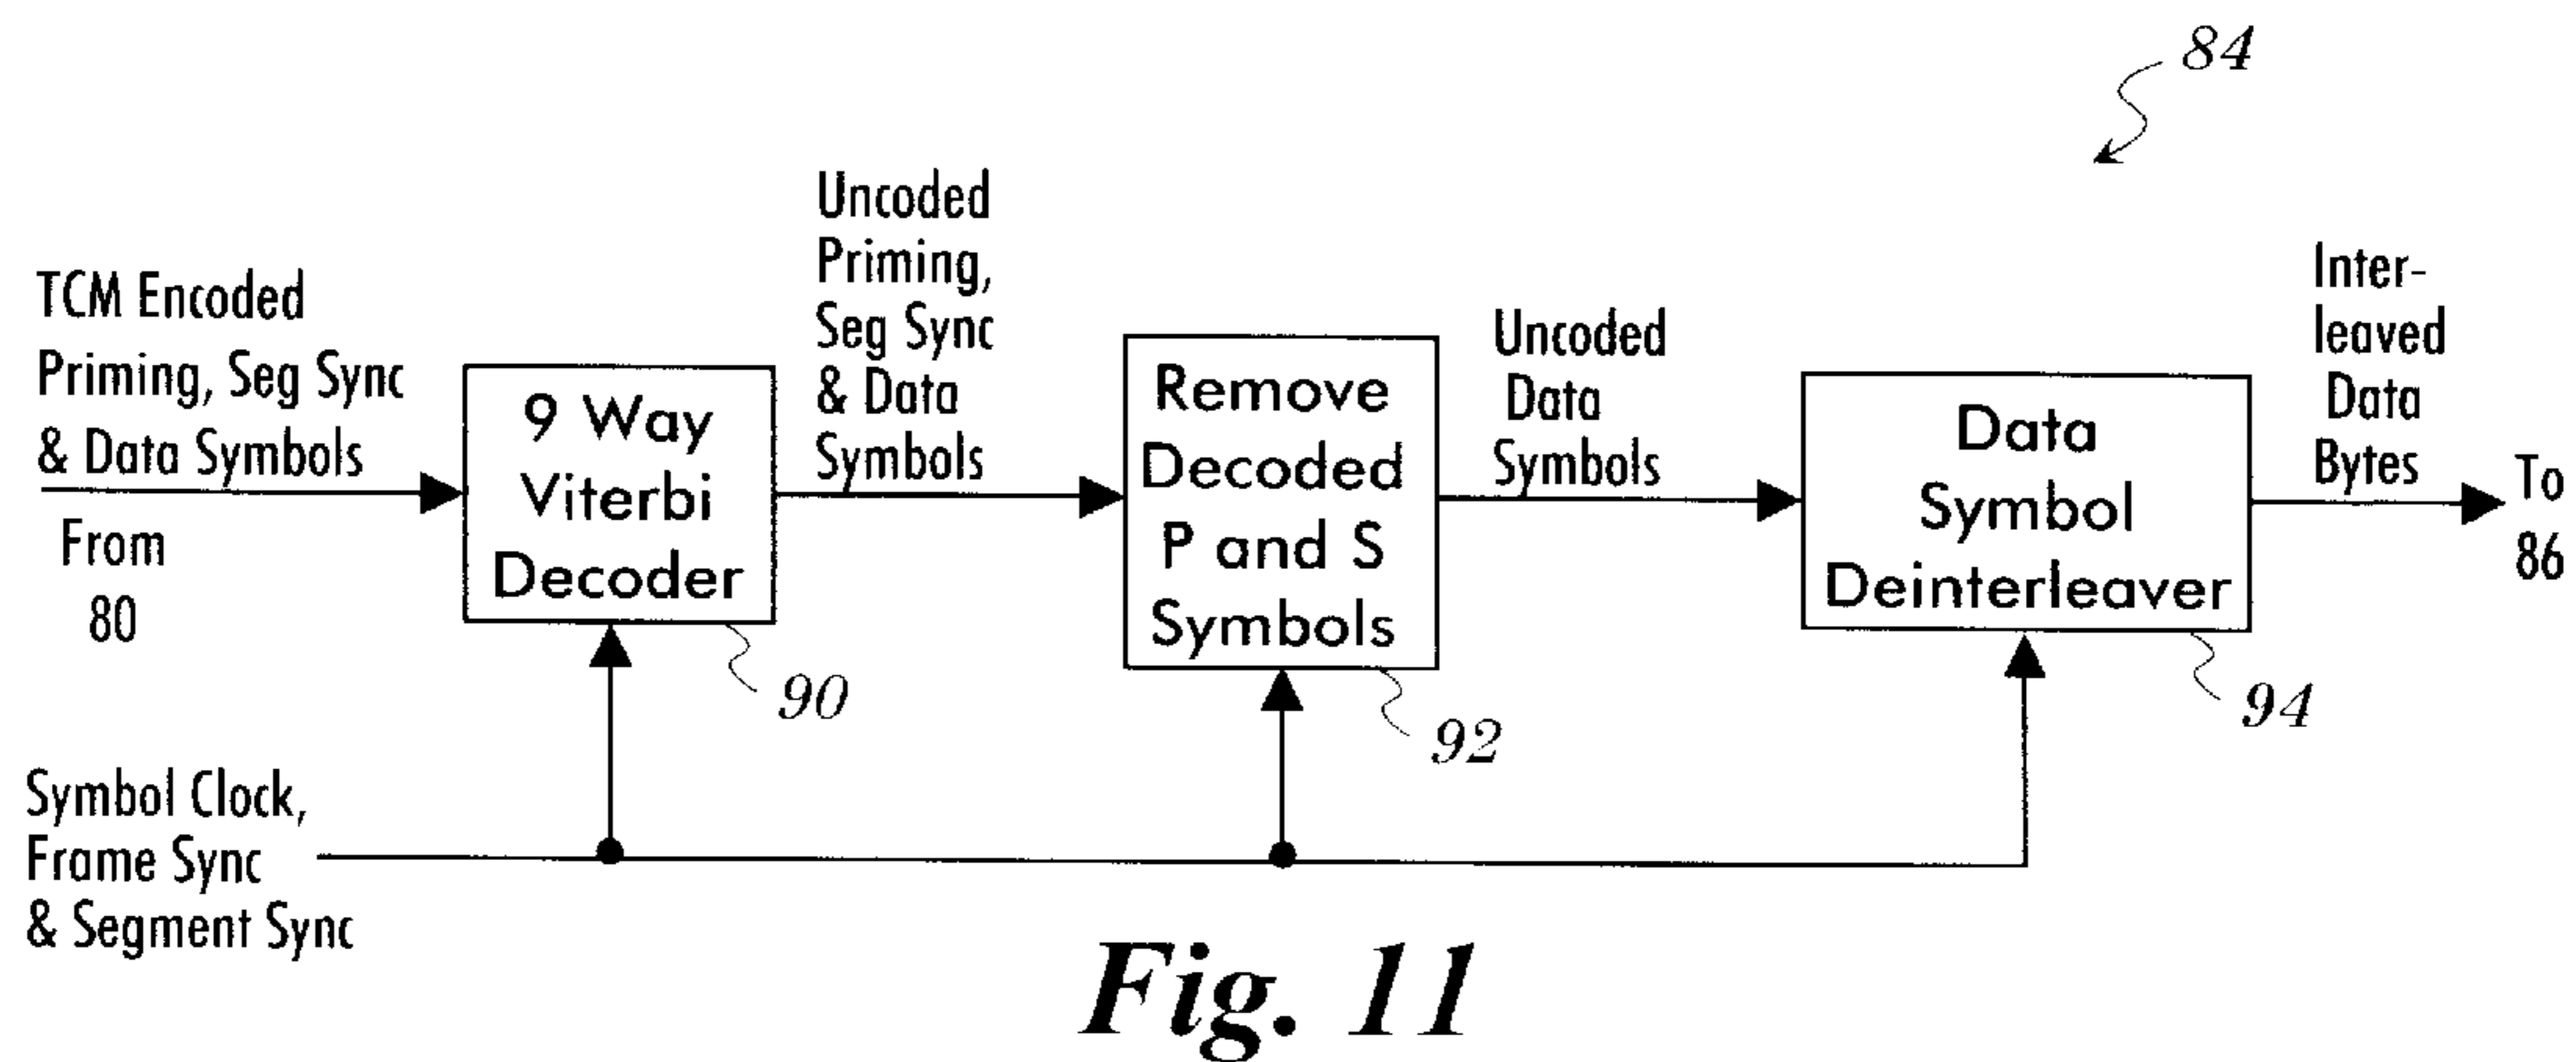 84
TCM Encoded
Priming, Seg Sync
& Data Symbols
From
80
9 Way
Viterbi
Decoder
90
Uncoded
Priming,
Seg Sync
& Data
Symbols
Remove
Decoded
P and S
Symbols
92
Uncoded
Data
Symbols
Data
Symbol
Deinterleaver
94
Inter-
leaved
Data
Bytes
To
86
Symbol Clock,
Frame Sync
& Segment Sync
Fig. 11